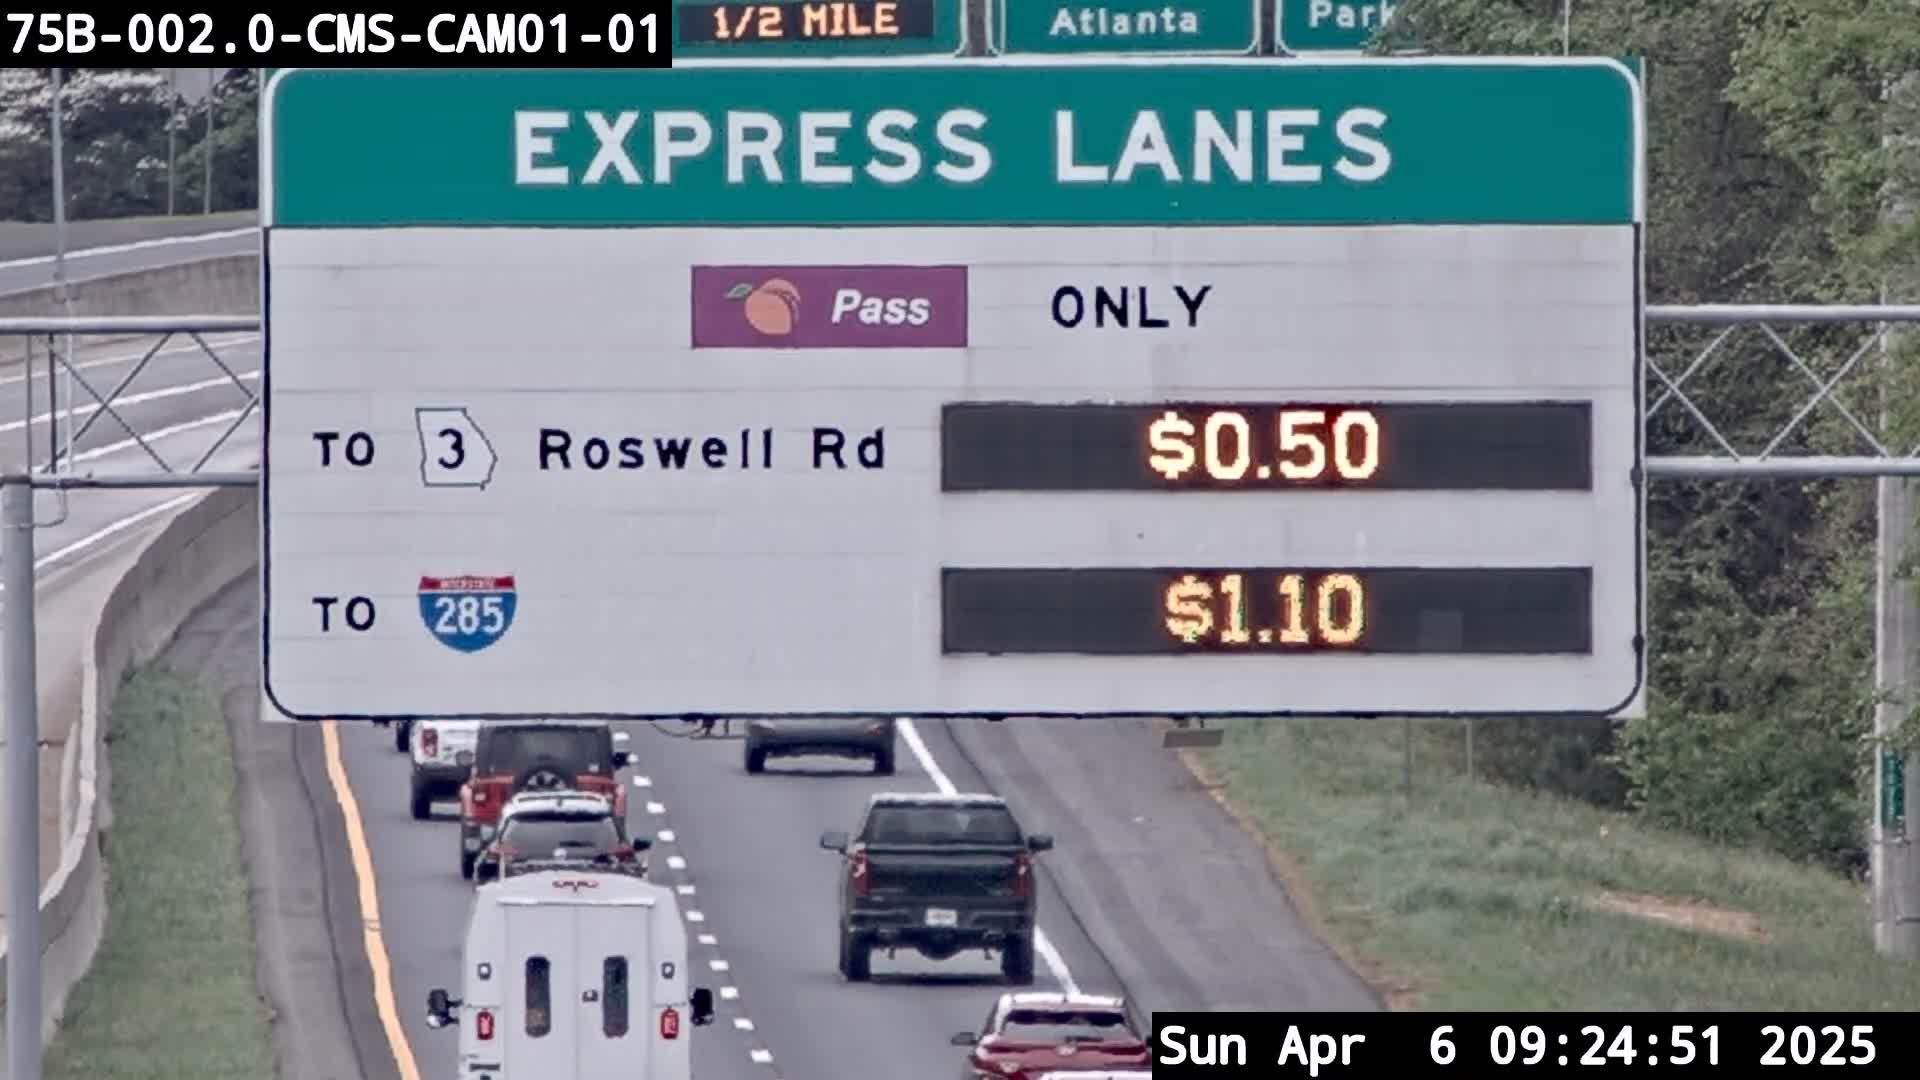 75B-002.0-CMS-CAM01-01
1/2 MILE
Atlanta
Park
EXPRESS LANES
Pass ONLY
TO 3 Roswell Rd $0.50
INTERSTATE
TO 285 $1.10
Sun Apr 6 09:24:51 2025